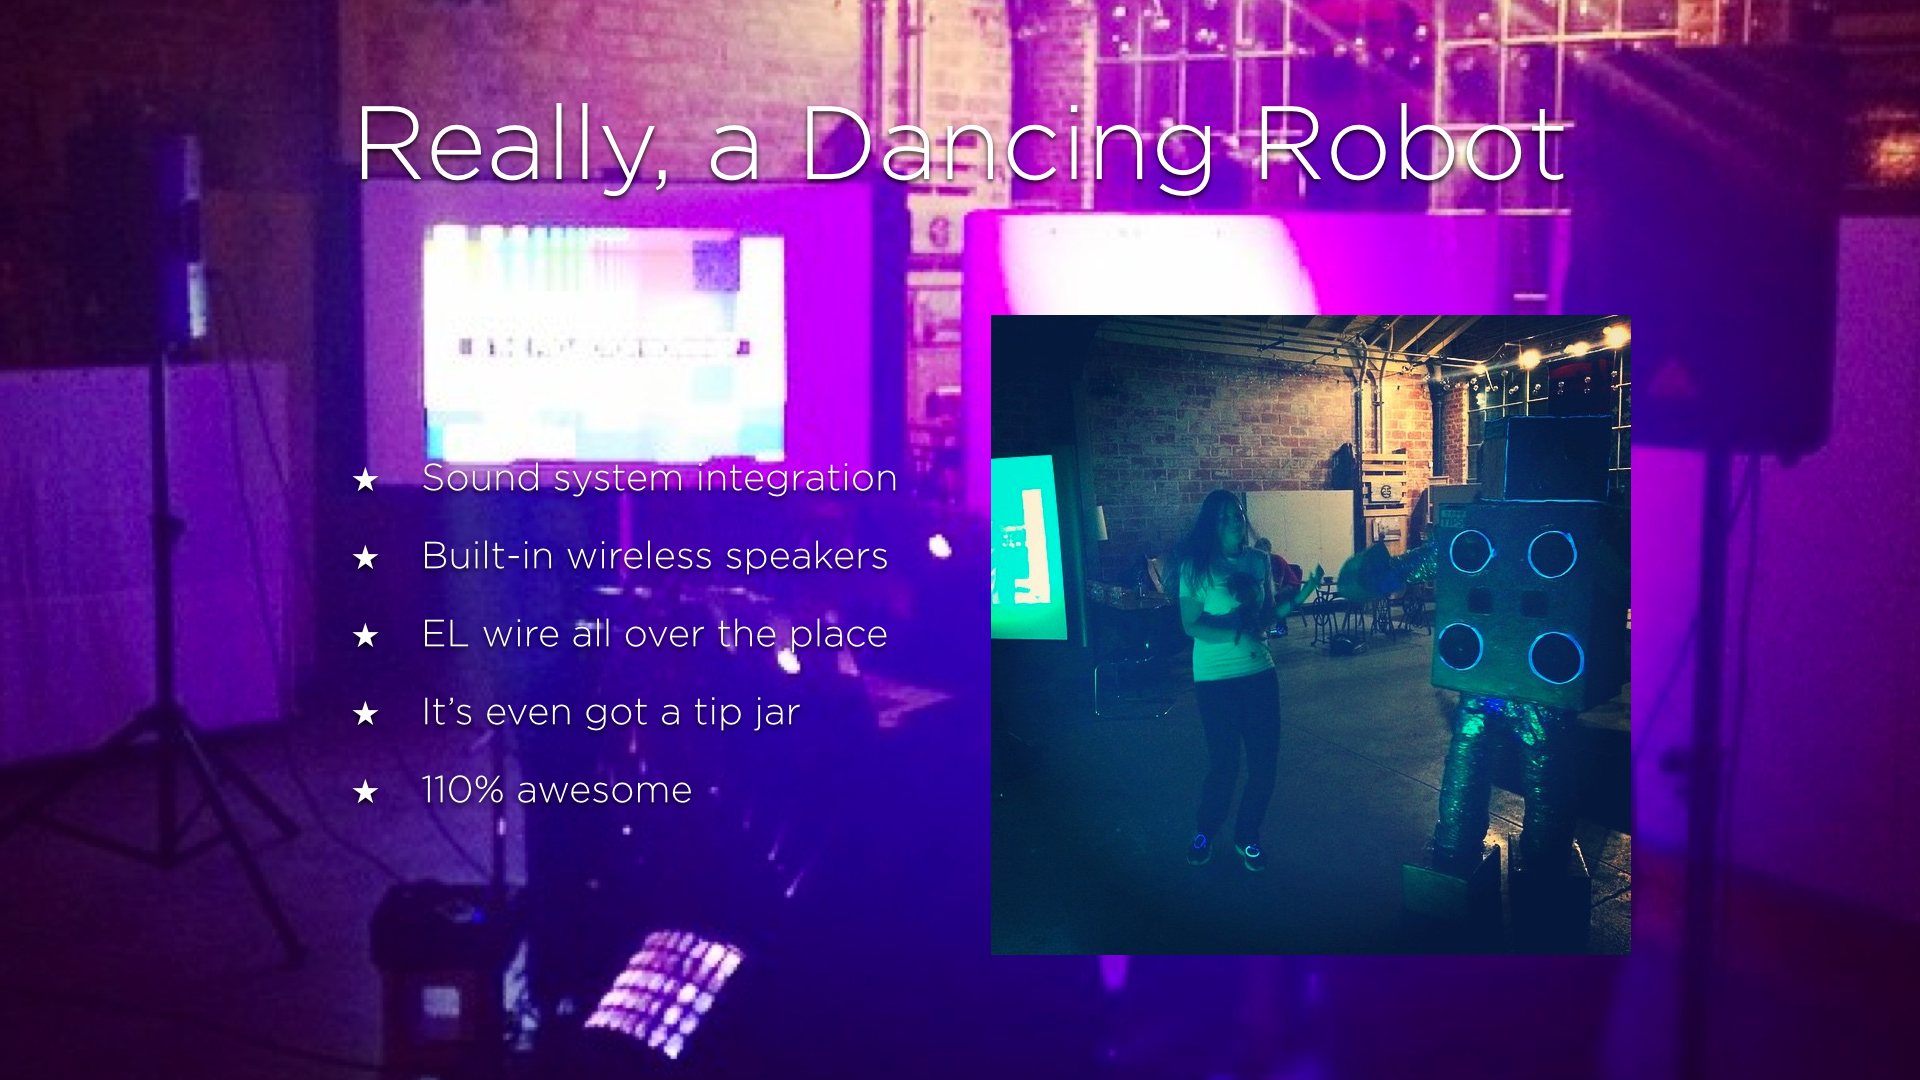 Really, a Dancing Robot
★ Sound system integration
★ Built-in wireless speakers
★ EL wire all over the place
★ It’s even got a tip jar
★ 110% awesome